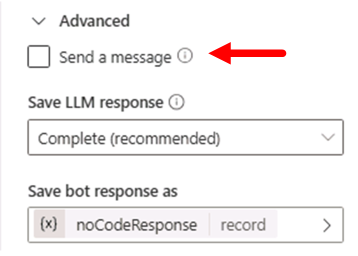 Advanced
Send a message
Save LLM response
Complete (recommended)
Save bot response as
{x} noCodeResponse record